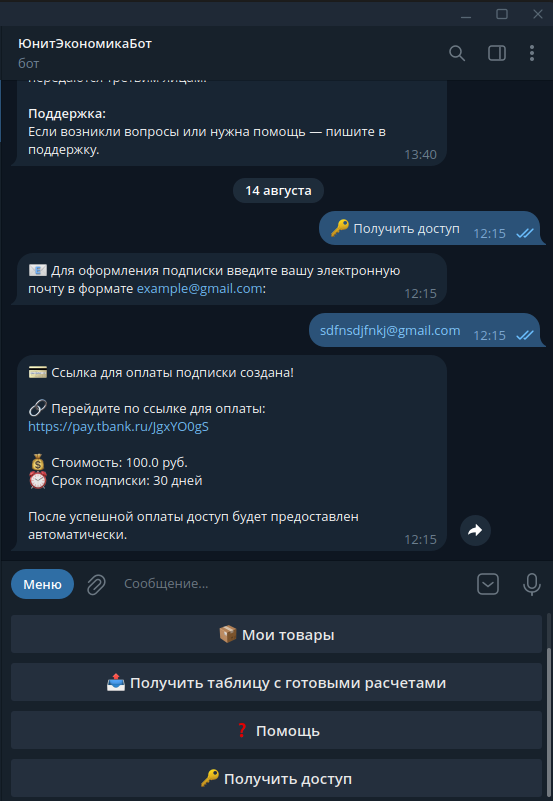 ЮнитЭкономикаБот
бот
передаются третьим лицам.
Поддержка:
Если возникли вопросы или нужна помощь — пишите в
поддержку.
13:40
14 августа
🔑 Получить доступ
12:15
📧 Для оформления подписки введите вашу электронную
почту в формате example@gmail.com:
12:15
sdfnsdjfnkj@gmail.com
12:15
💳 Ссылка для оплаты подписки создана!
🔗 Перейдите по ссылке для оплаты:
https://pay.tbank.ru/JgxYO0gS
💰 Стоимость: 100.0 руб.
⏰ Срок подписки: 30 дней
После успешной оплаты доступ будет предоставлен
автоматически.
12:15
Меню
Сообщение...
📦 Мои товары
📤 Получить таблицу с готовыми расчетами
❓ Помощь
🔑 Получить доступ